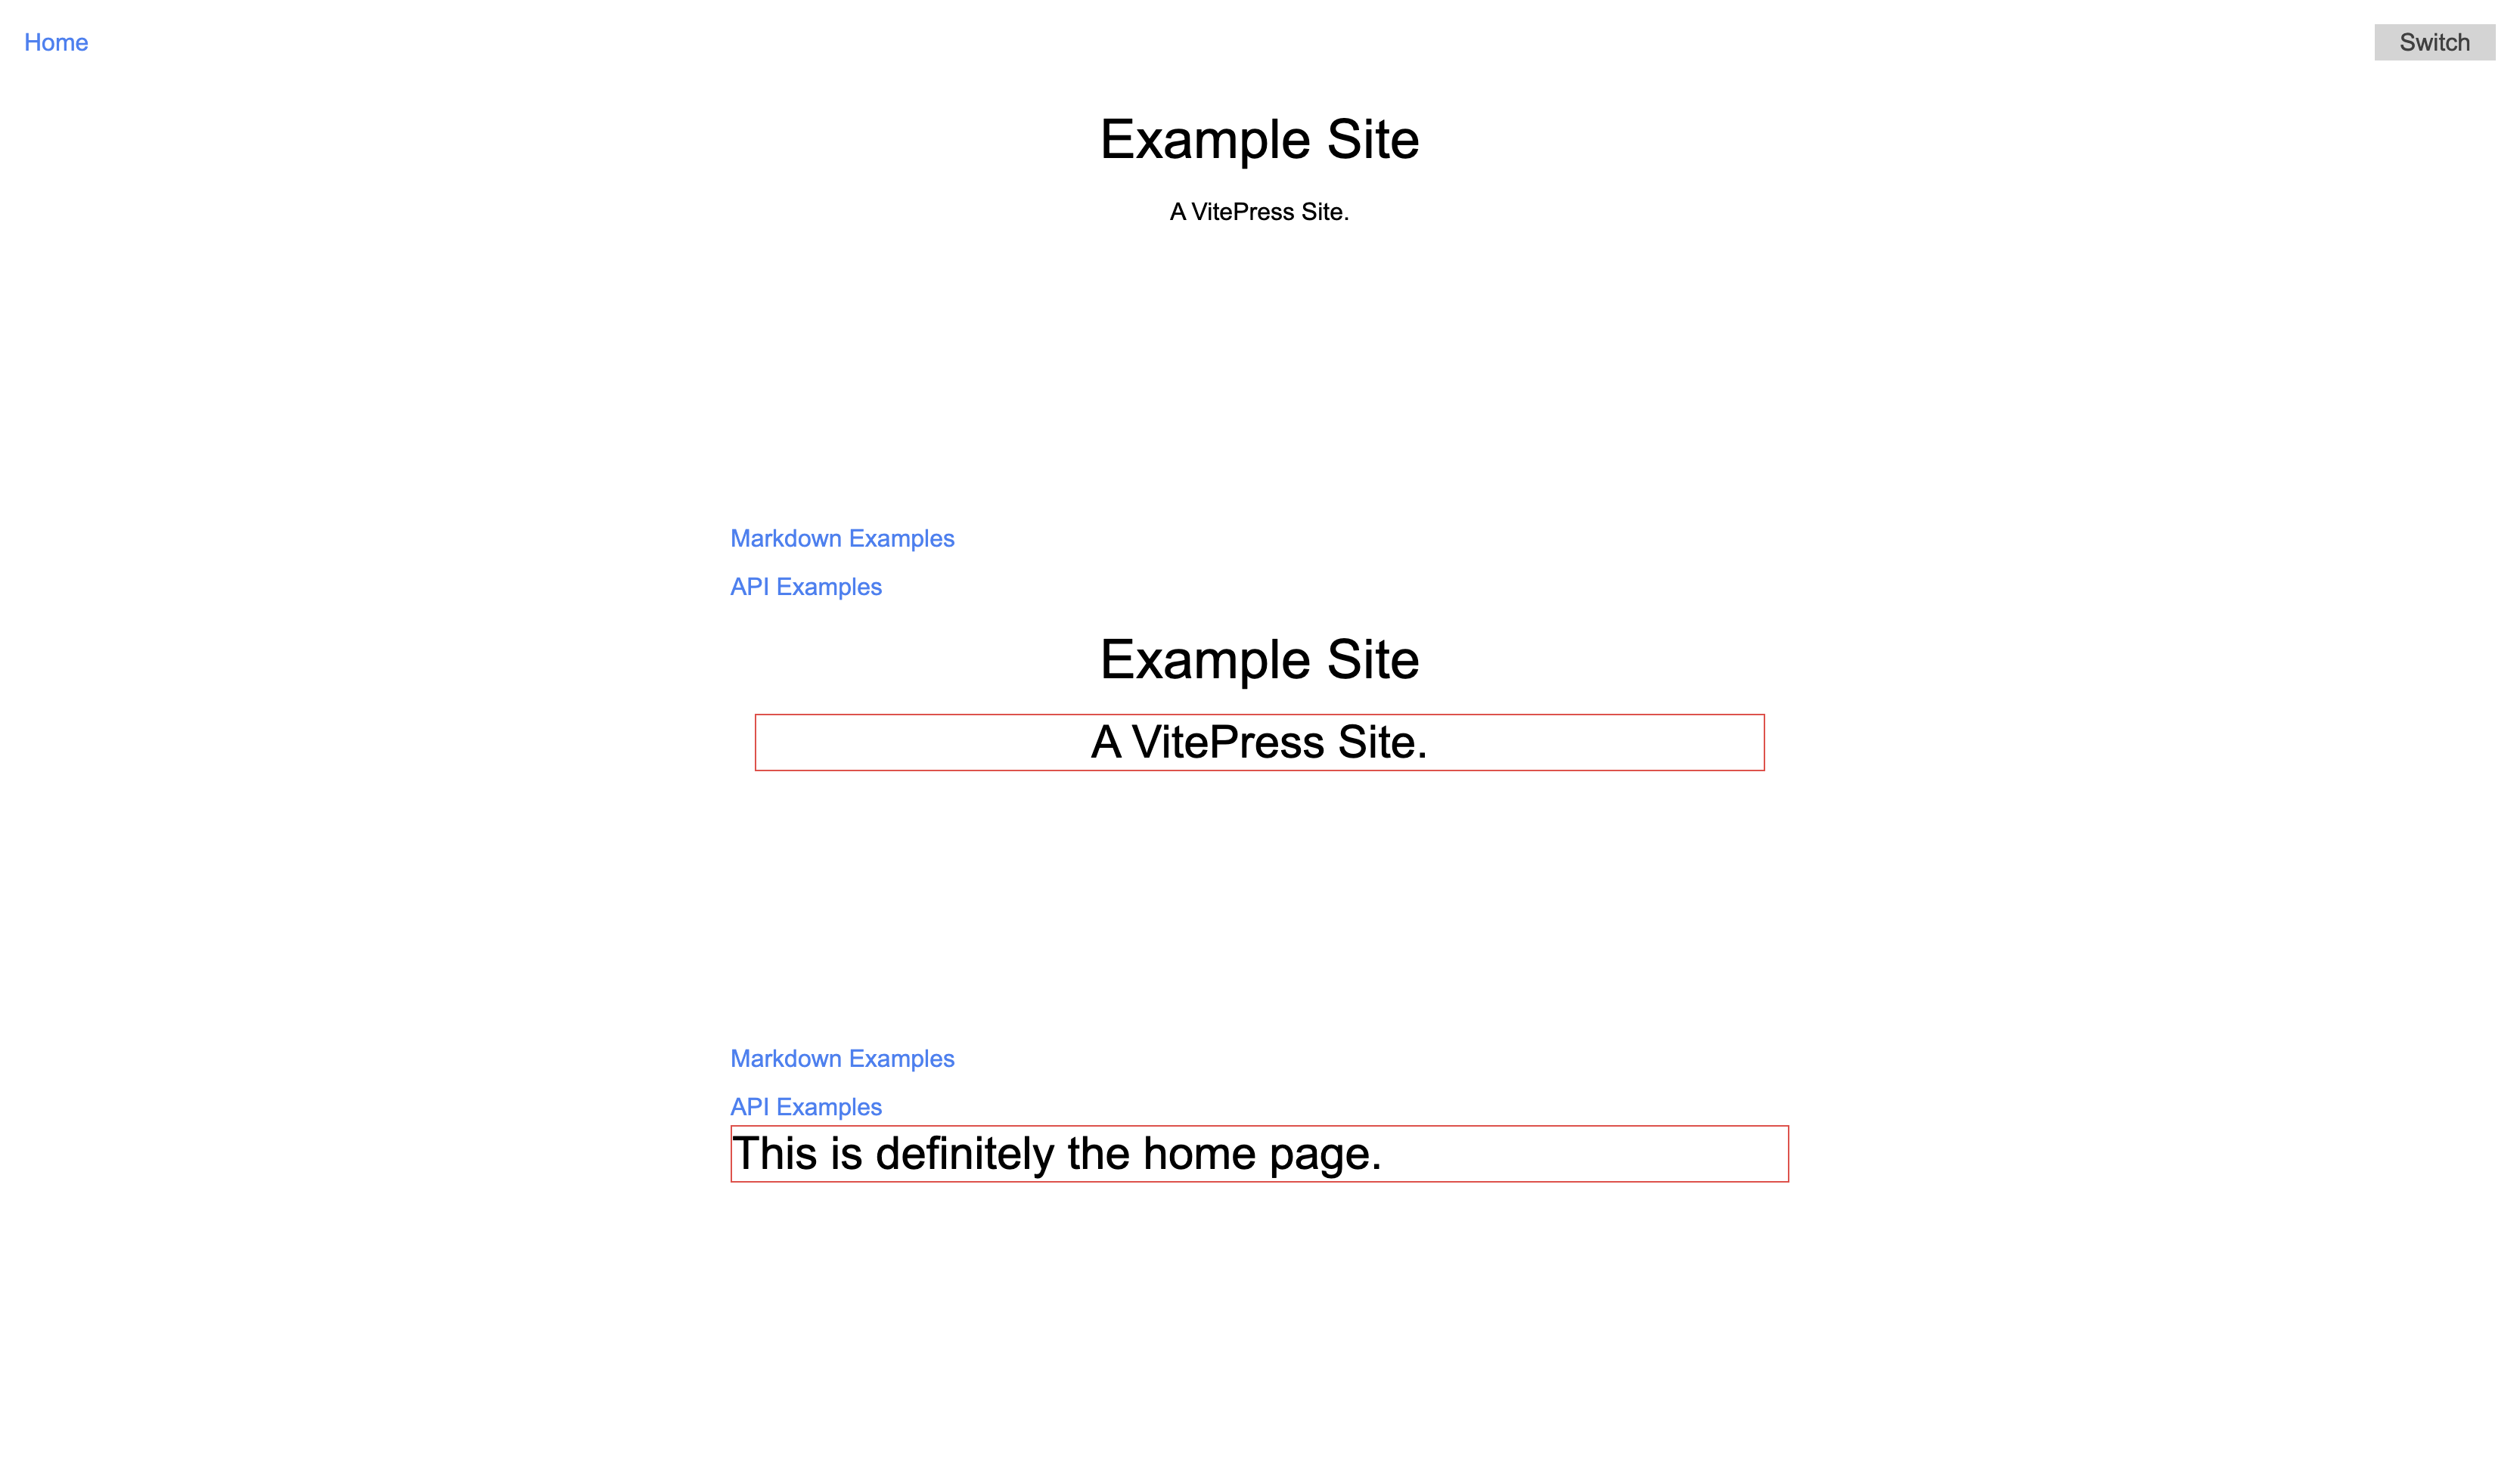 Home
Switch
Example Site
A VitePress Site.
Markdown Examples
API Examples
Example Site
A VitePress Site.
Markdown Examples
API Examples
This is definitely the home page.